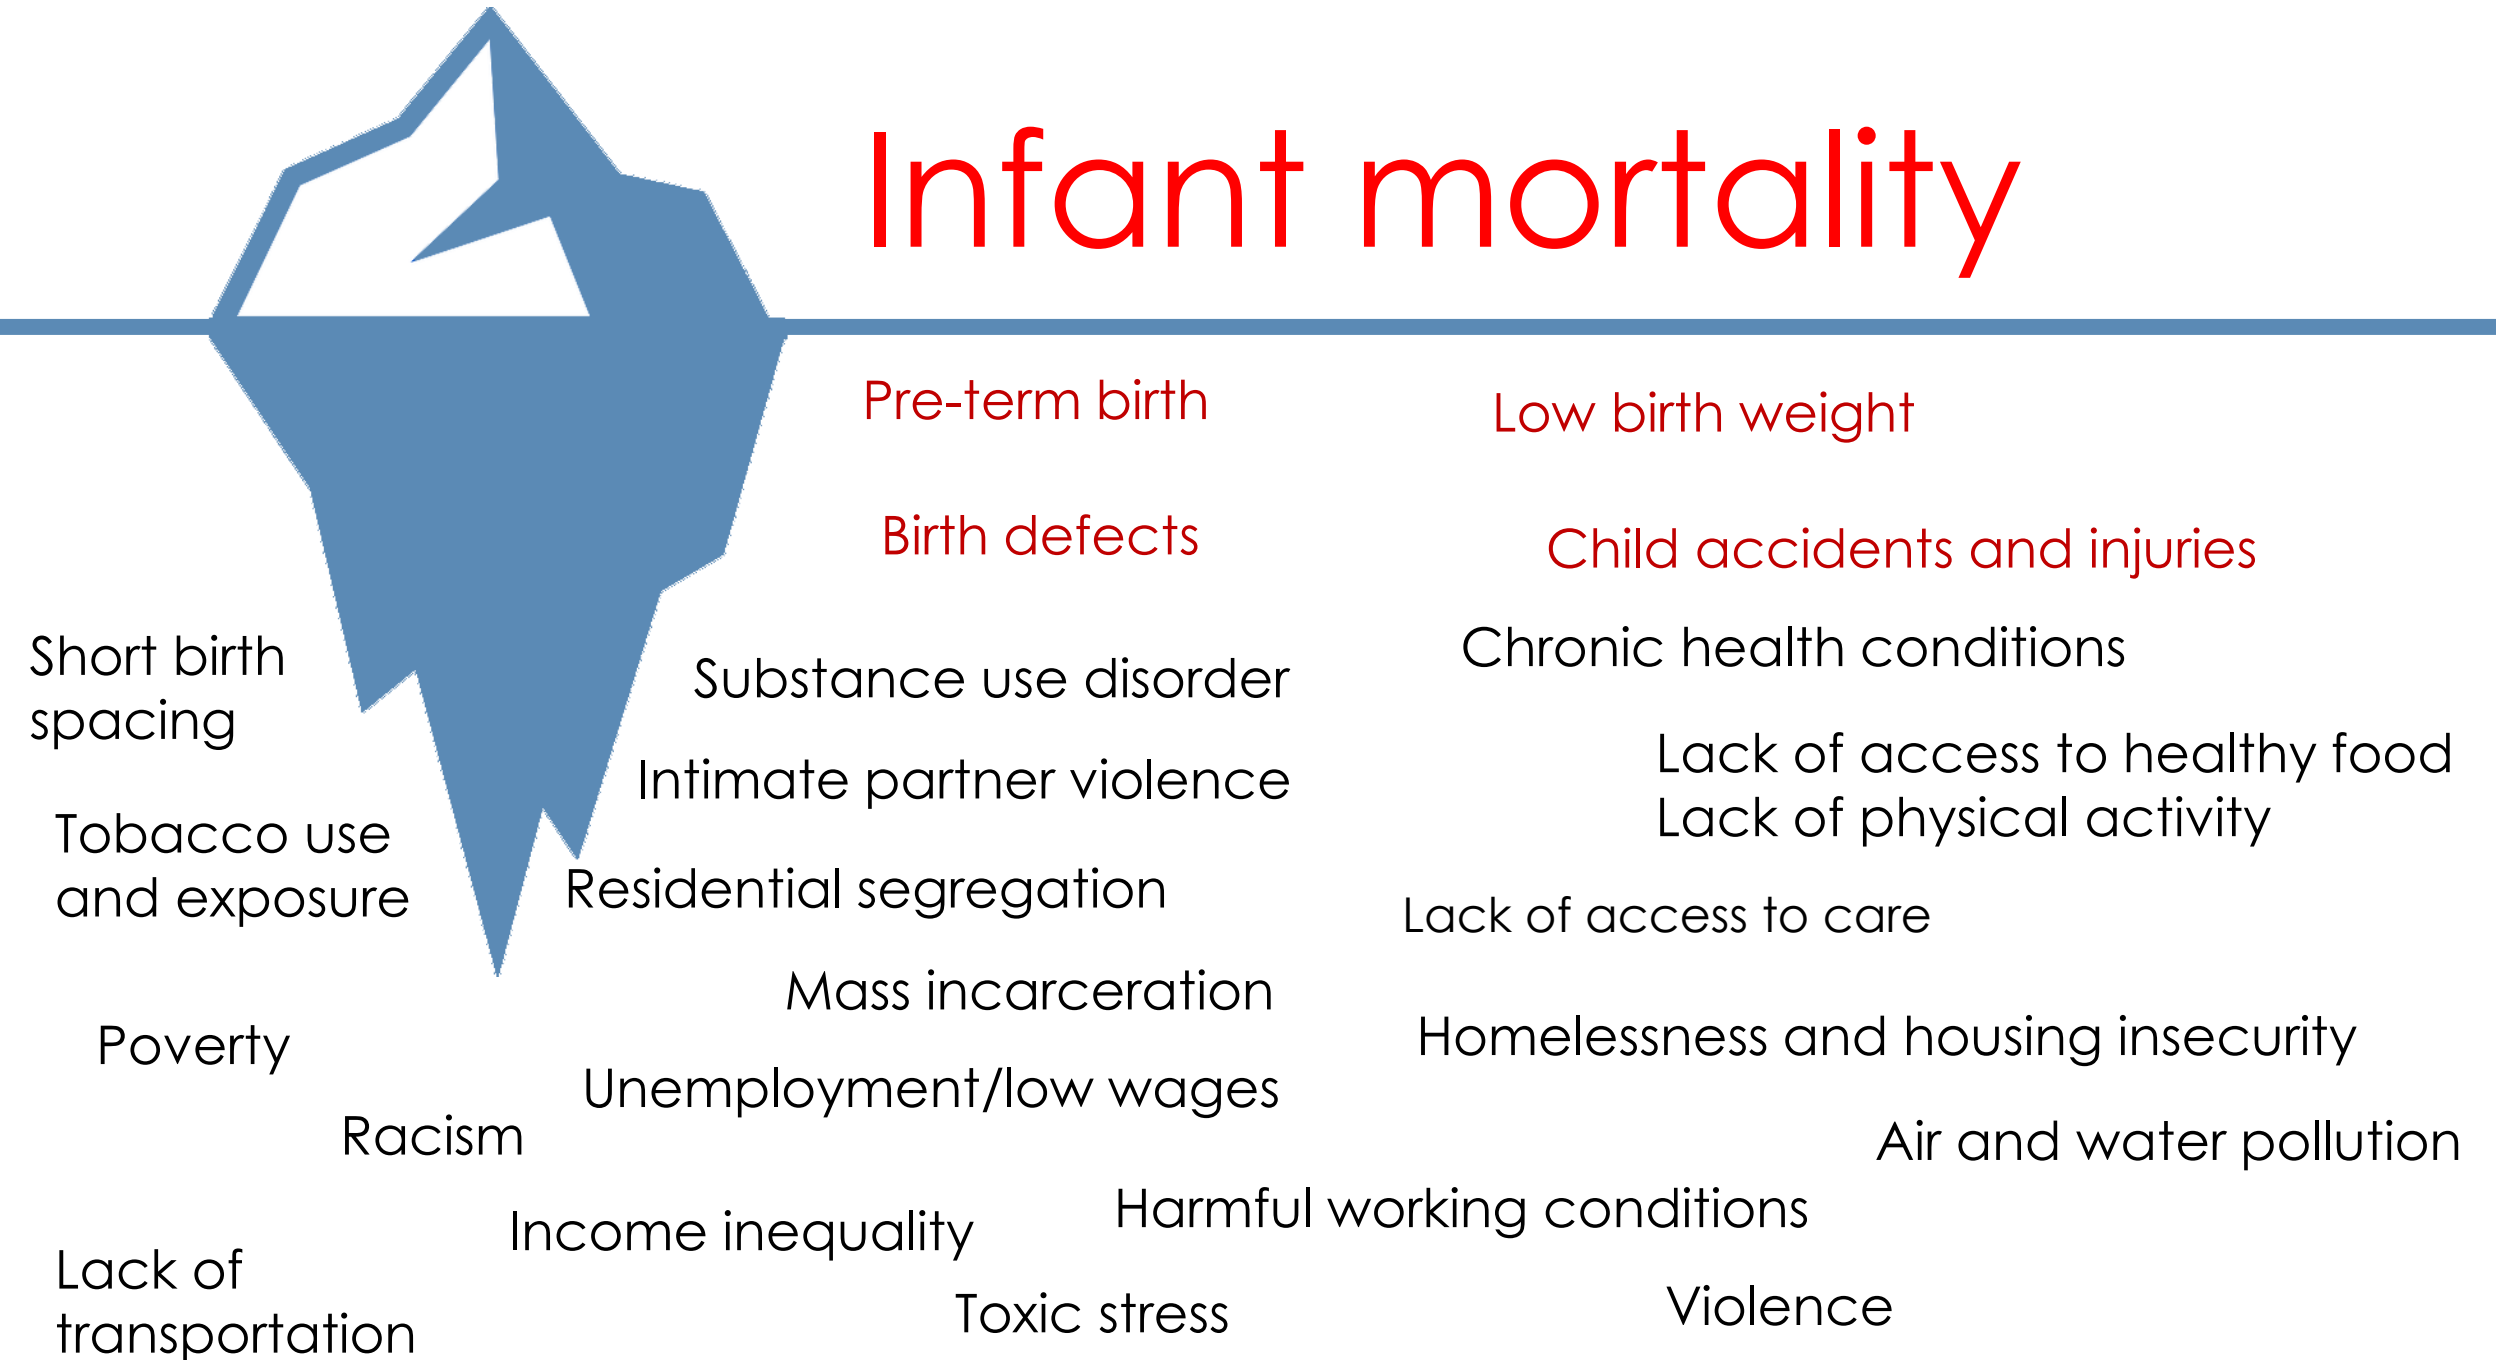 Infant mortality
Pre-term birth
Low birth weight
Birth defects
Child accidents and injuries
Short birth
spacing
Substance use disorder
Chronic health conditions
Intimate partner violence
Lack of access to healthy food
Lack of physical activity
Tobacco use
and exposure
Residential segregation
Lack of access to care
Mass incarceration
Poverty
Homelessness and housing insecurity
Unemployment/low wages
Racism
Air and water pollution
Income inequality
Harmful working conditions
Lack of
transportation
Toxic stress
Violence